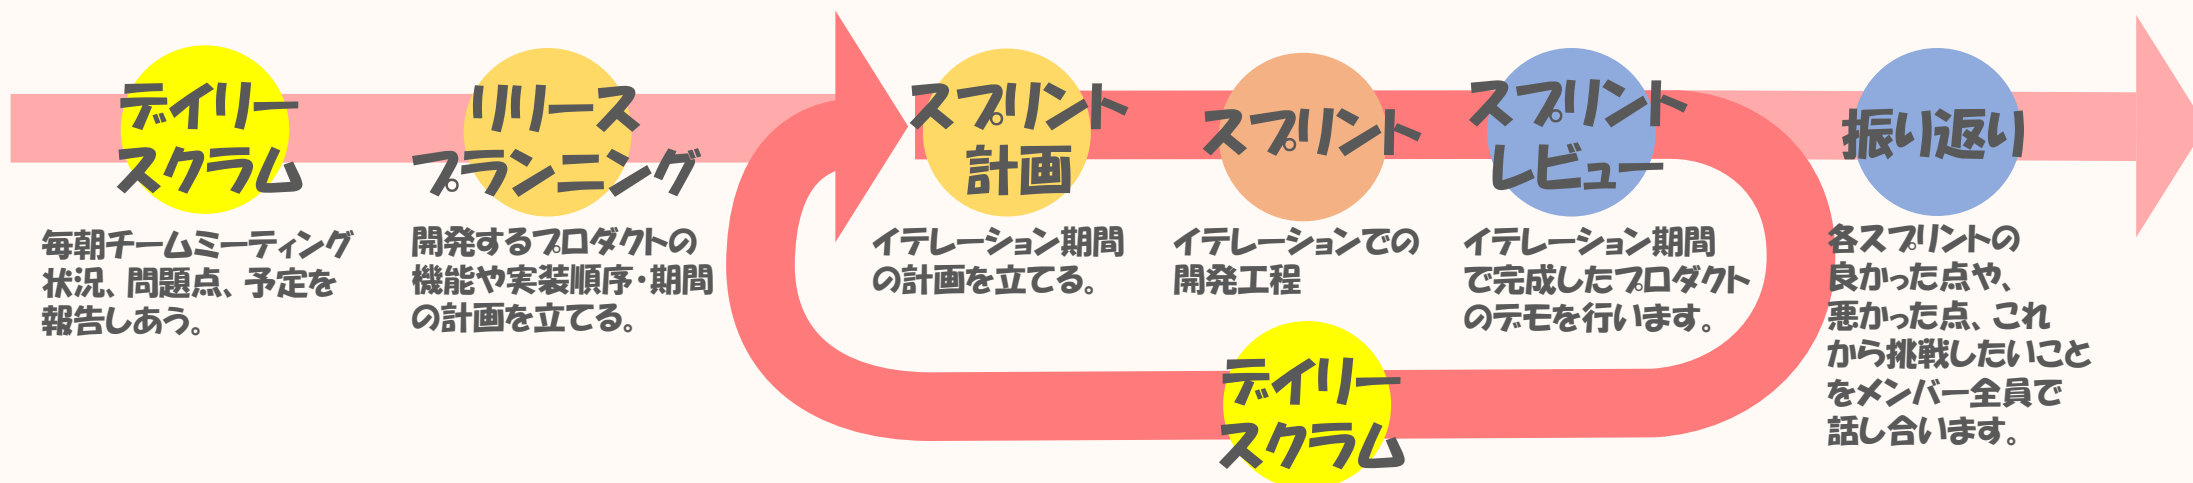 デイリー
スクラム
毎朝チームミーティング
状況、問題点、予定を
報告しあう。
リリース
プランニング
開発するプロダクトの
機能や実装順序・期間
の計画を立てる。
スプリント
計画
イテレーション期間
の計画を立てる。
スプリント
イテレーションでの
開発工程
スプリント
レビュー
イテレーション期間
で完成したプロダクト
のデモを行います。
振り返り
各スプリントの
良かった点や、
悪かった点、これ
から挑戦したいこと
をメンバー全員で
話し合います。
デイリー
スクラム